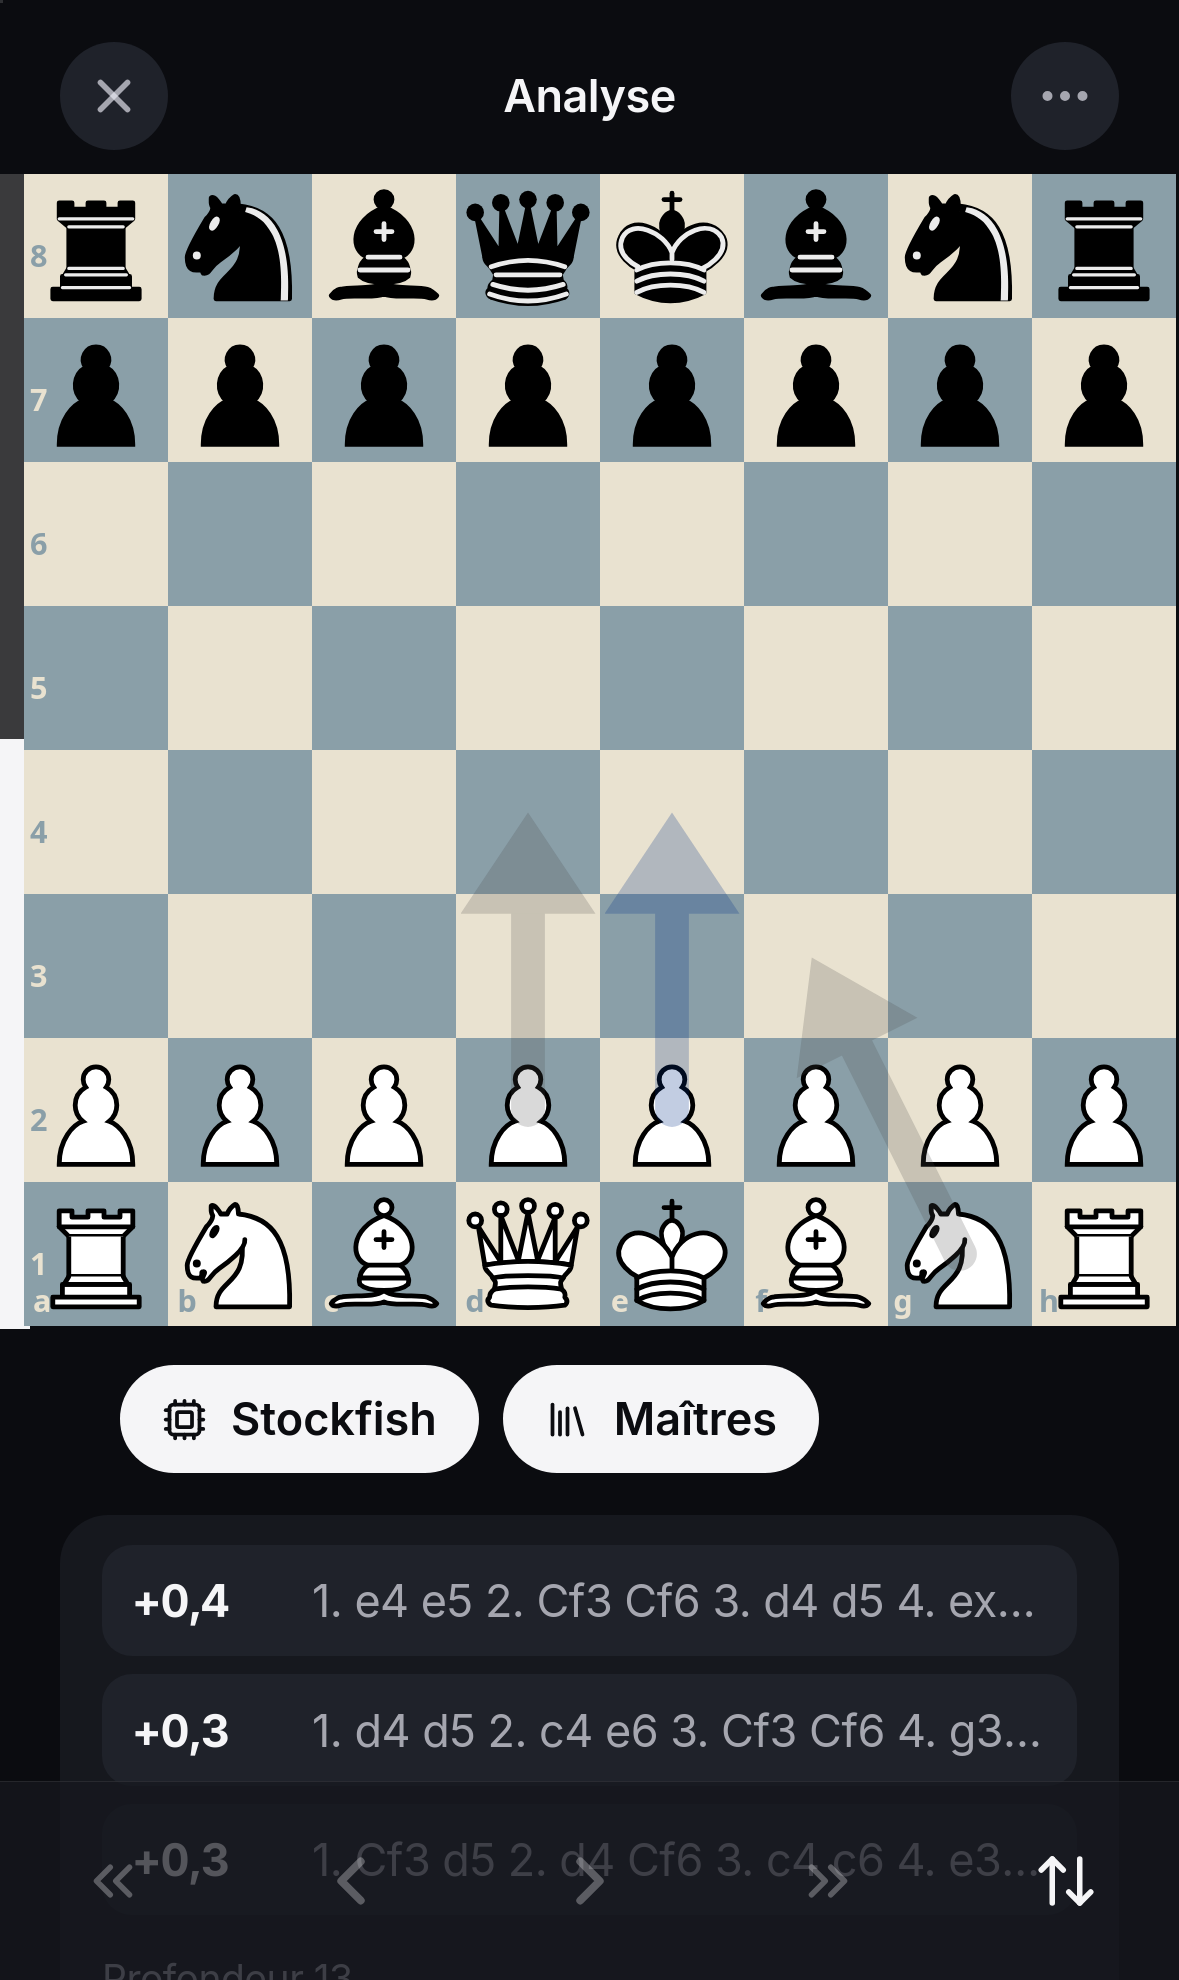 Analyse
8
7
6
5
4
3
2
1
a b c d e f g h
Stockfish Maîtres
+0,4 1. e4 e5 2. Cf3 Cf6 3. d4 d5 4. ex...
+0,3 1. d4 d5 2. c4 e6 3. Cf3 Cf6 4. g3...
+0,3 1. Cf3 d5 2. d4 Cf6 3. c4 c6 4. e3...
Profondeur 13